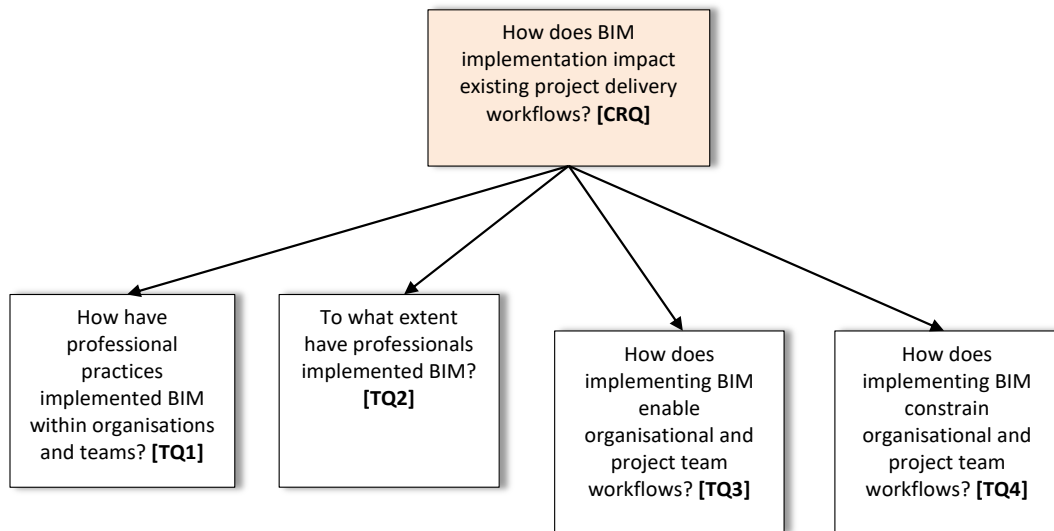 How does BIM
implementation impact
existing project delivery
workflows? [CRQ]
How have
professional
practices
implemented BIM
within organisations
and teams? [TQ1]
To what extent
have professionals
implemented BIM?
[TQ2]
How does
implementing BIM
enable
organisational and
project team
workflows? [TQ3]
How does
implementing BIM
constrain
organisational and
project team
workflows? [TQ4]